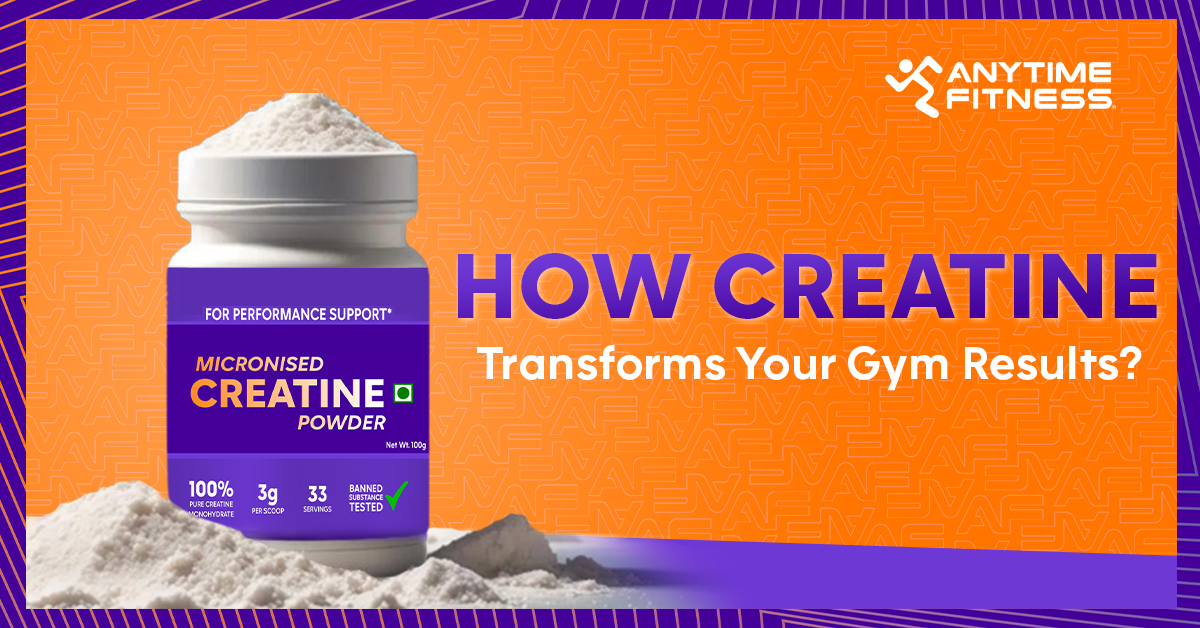 ANYTIME
FITNESS
HOW CREATINE
Transforms Your Gym Results?
FOR PERFORMANCE SUPPORT*
MICRONISED
CREATINE
POWDER
Net Wt. 100g
100%
PURE CREATINE
MONOHYDRATE
3g
PER SCOOP
33
SERVINGS
BANNED
SUBSTANCE
TESTED